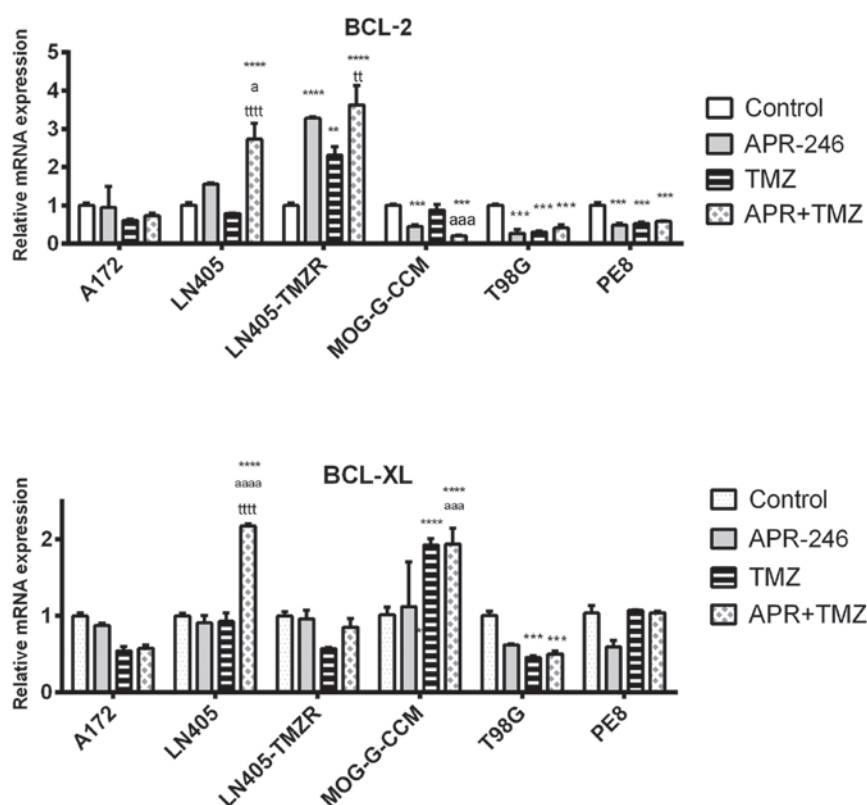 BCL-2
Relative mRNA expression
5
4
3
2
1
0
****
a
tttt
****
**
****
tt
***
***
aaa
***
***
***
***
***
***
A172
LN405
LN405-TMZR
MOG-G-CCM
T98G
PE8
Control
APR-246
TMZ
APR+TMZ
BCL-XL
Relative mRNA expression
2
1
0
****
aaaa
tttt
****
****
aaa
***
***
A172
LN405
LN405-TMZR
MOG-G-CCM
T98G
PE8
Control
APR-246
TMZ
APR+TMZ